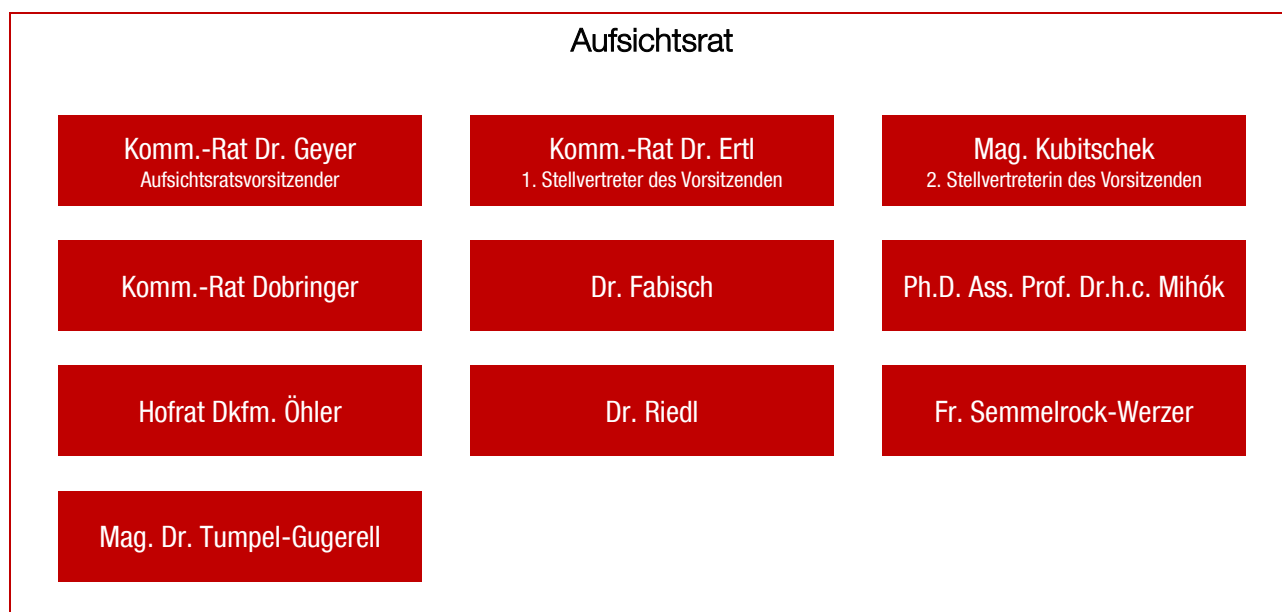 Aufsichtsrat
Komm.-Rat Dr. Geyer
Aufsichtsratsvorsitzender
Komm.-Rat Dr. Ertl
1. Stellvertreter des Vorsitzenden
Mag. Kubitschek
2. Stellvertreterin des Vorsitzenden
Komm.-Rat Dobringer
Dr. Fabisch
Ph.D. Ass. Prof. Dr.h.c. Mihók
Hofrat Dkfm. Öhler
Dr. Riedl
Fr. Semmelrock-Werzer
Mag. Dr. Tumpel-Gugerell